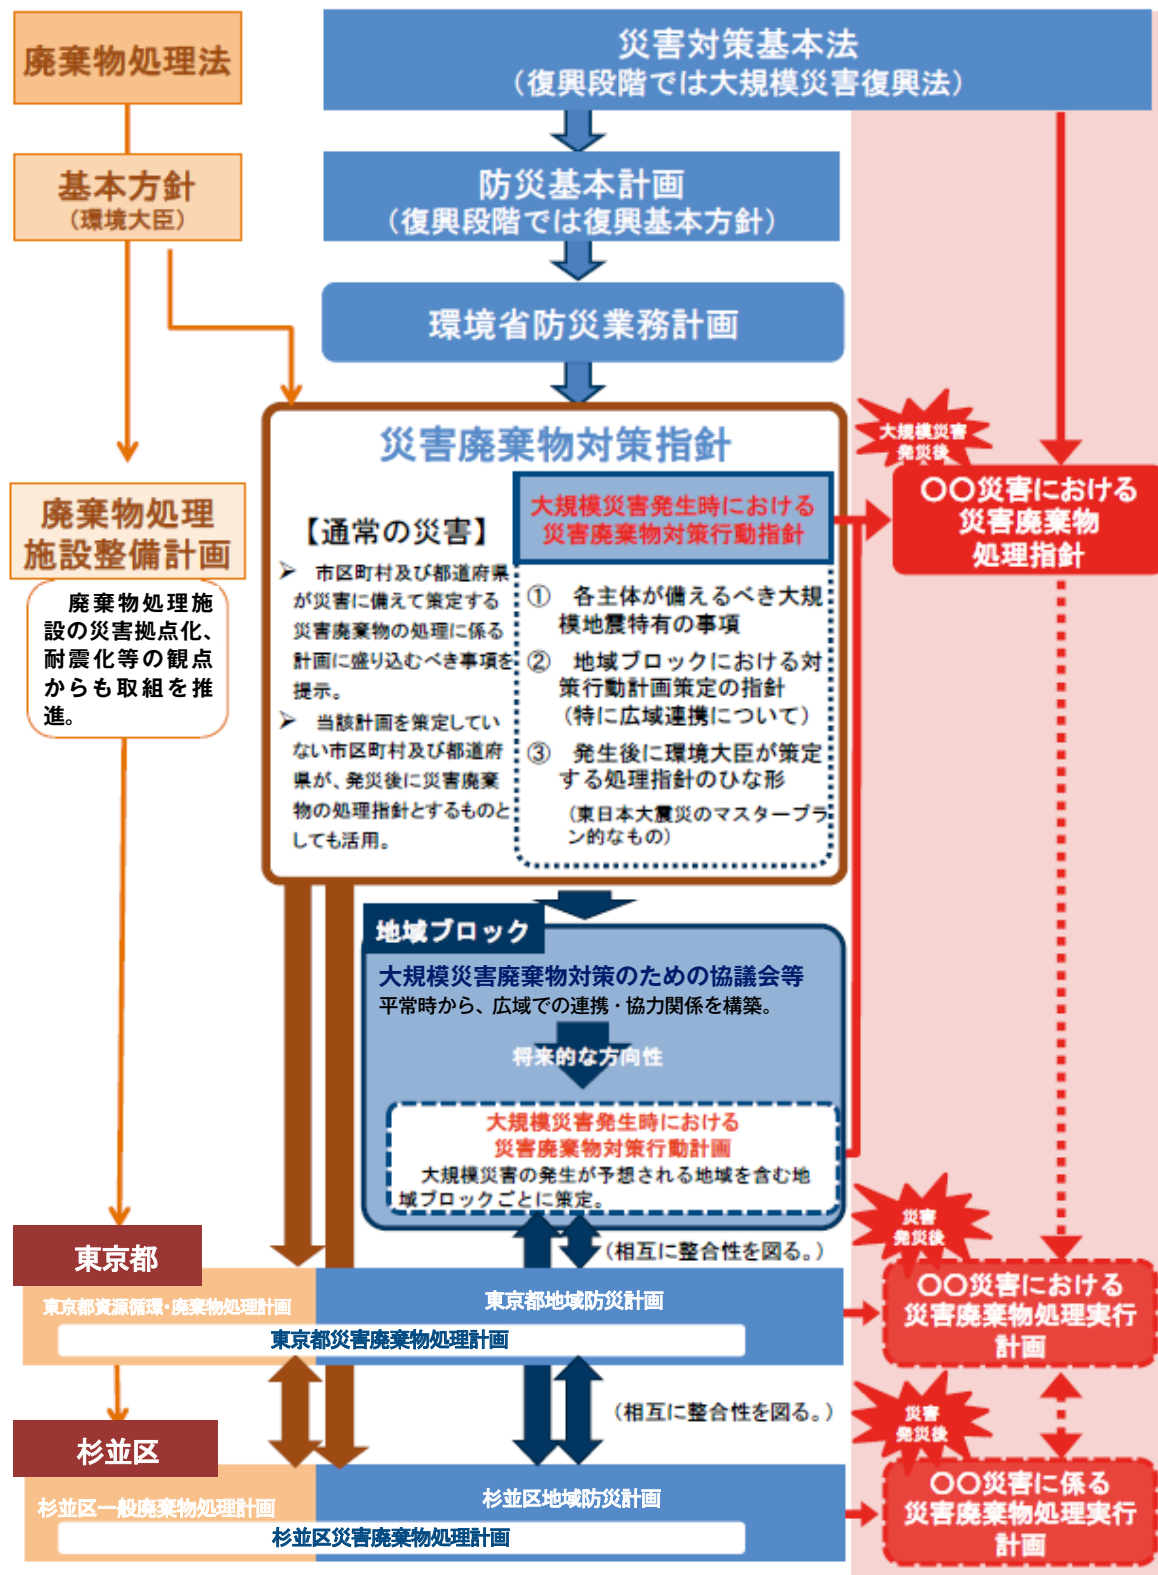 廃棄物処理法
災害対策基本法
（復興段階では大規模災害復興法）
基本方針
（環境大臣）
防災基本計画
（復興段階では復興基本方針）
環境省防災業務計画
廃棄物処理
施設整備計画
廃棄物処理施
設の災害拠点化、
耐震化等の観点
からも取組を推
進。
災害廃棄物対策指針
【通常の災害】
➢ 市区町村及び都道府県
が災害に備えて策定する
災害廃棄物の処理に係る
計画に盛り込むべき事項を
提示。
➢ 当該計画を策定してい
ない市区町村及び都道府
県が、発災後に災害廃棄
物の処理指針とするものと
しても活用。
大規模災害発生時における
災害廃棄物対策行動指針
① 各主体が備えるべき大規
模地震特有の事項
② 地域ブロックにおける対
策行動計画策定の指針
（特に広域連携について）
③ 発生後に環境大臣が策定
する処理指針のひな形
（東日本大震災のマスタープラ
ン的なもの）
大規模災害
発災後
〇〇災害における
災害廃棄物
処理指針
地域ブロック
大規模災害廃棄物対策のための協議会等
平常時から、広域での連携・協力関係を構築。
将来的な方向性
大規模災害発生時における
災害廃棄物対策行動計画
大規模災害の発生が予想される地域を含む地
域ブロックごとに策定。
（相互に整合性を図る。）
東京都
東京都資源循環・廃棄物処理計画
東京都地域防災計画
東京都災害廃棄物処理計画
災害
発災後
〇〇災害における
災害廃棄物処理実行
計画
（相互に整合性を図る。）
杉並区
杉並区一般廃棄物処理計画
杉並区地域防災計画
杉並区災害廃棄物処理計画
災害
発災後
〇〇災害に係る
災害廃棄物処理実行
計画